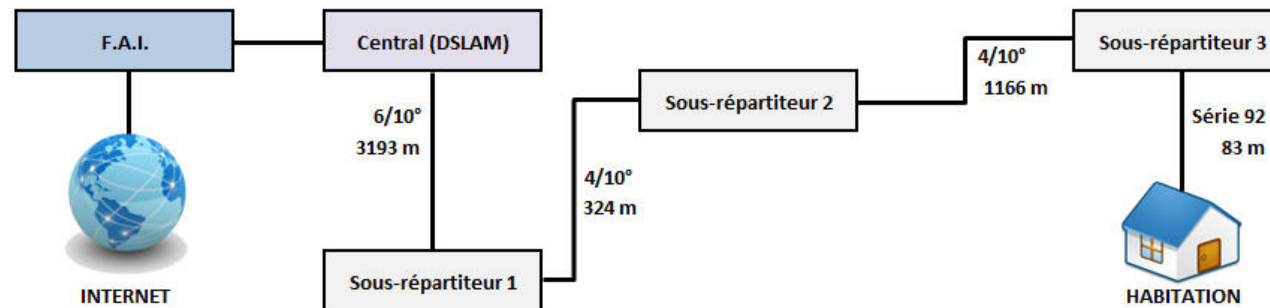 F.A.I.
Central (DSLAM)
Sous-répartiteur 3
4/10°
1166 m
Sous-répartiteur 2
6/10°
3193 m
Série 92
83 m
4/10°
324 m
Sous-répartiteur 1
INTERNET
HABITATION